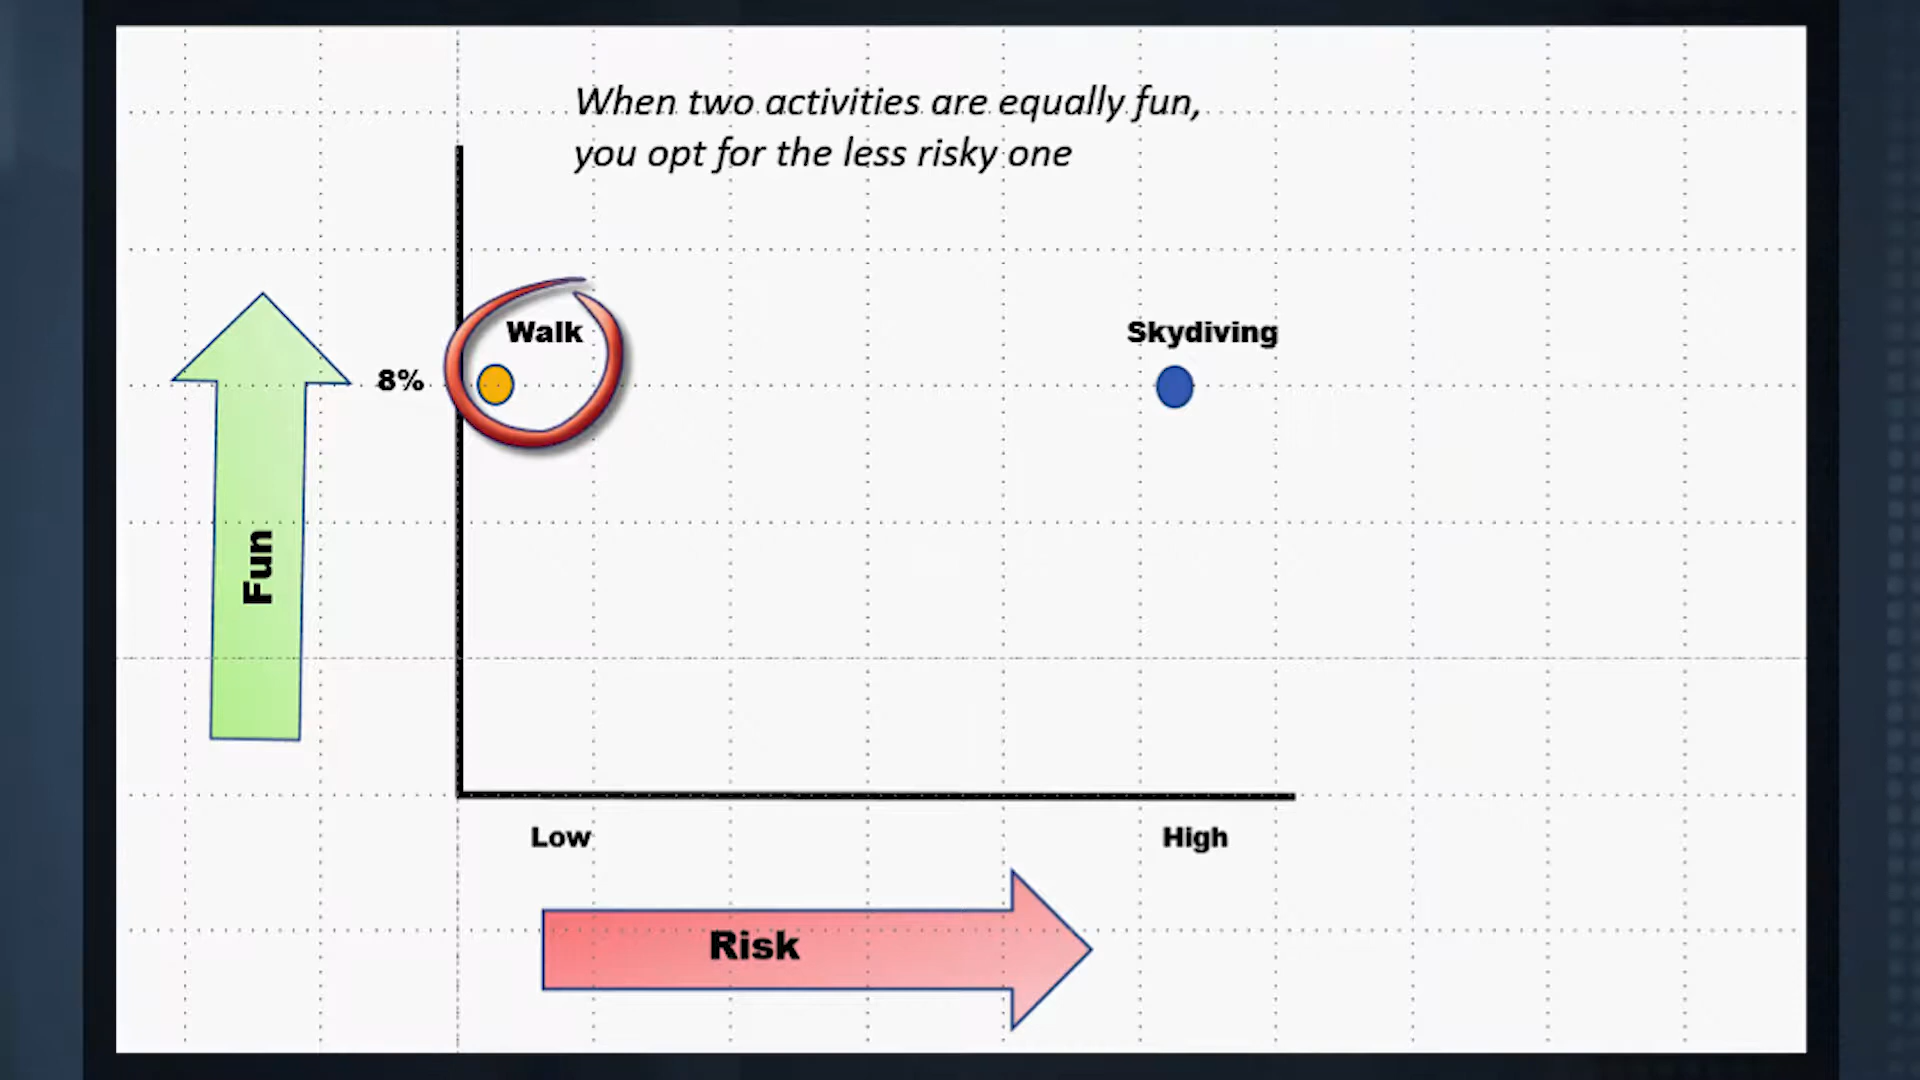 When two activities are equally fun,
you opt for the less risky one
Walk
Skydiving
8%
Fun
Low
High
Risk